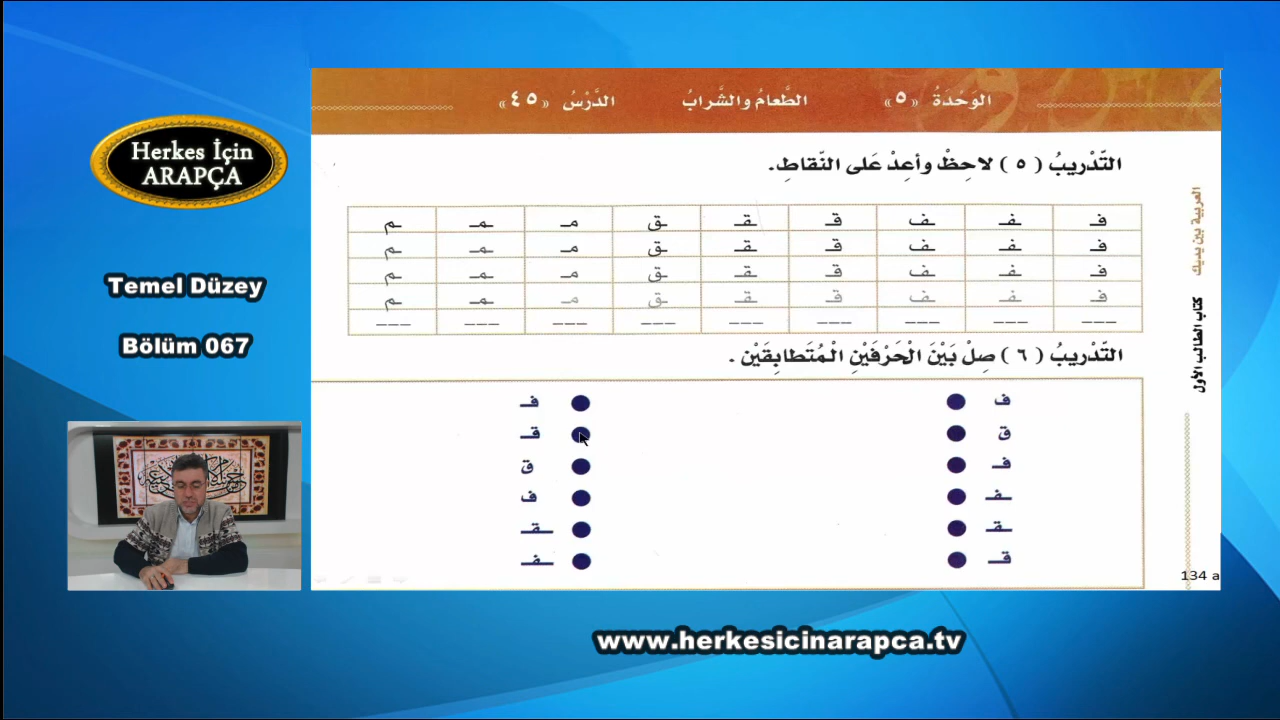 Herkes İçin
ARAPÇA
Temel Düzey
Bölüm 067
الوَحْدَةُ «٥» الطَّعامُ والشَّرابُ الدَّرْسُ «٤٥»
التَّدْريبُ ( ٥ ) لاحِظْ وأعِدْ عَلى النِّقاطِ.
فـ ـفـ ـف قـ ـقـ ـق مـ ـمـ ـم
فـ ـفـ ـف قـ ـقـ ـق مـ ـمـ ـم
فـ ـفـ ـف قـ ـقـ ـق مـ ـمـ ـم
فـ ـفـ ـف قـ ـقـ ـق مـ ـمـ ـم
--- --- --- --- --- --- --- --- ---
التَّدْريبُ ( ٦ ) صِلْ بَيْنَ الْحَرْفَيْنِ الْمُتَطابِقَيْنِ .
ف فـ
ق قـ
فـ ق
ـفـ ف
ـقـ ـقـ
قـ ـفـ
العربية بين يديك
كتاب الطالب الأول
134 a
www.herkesicinarapca.tv